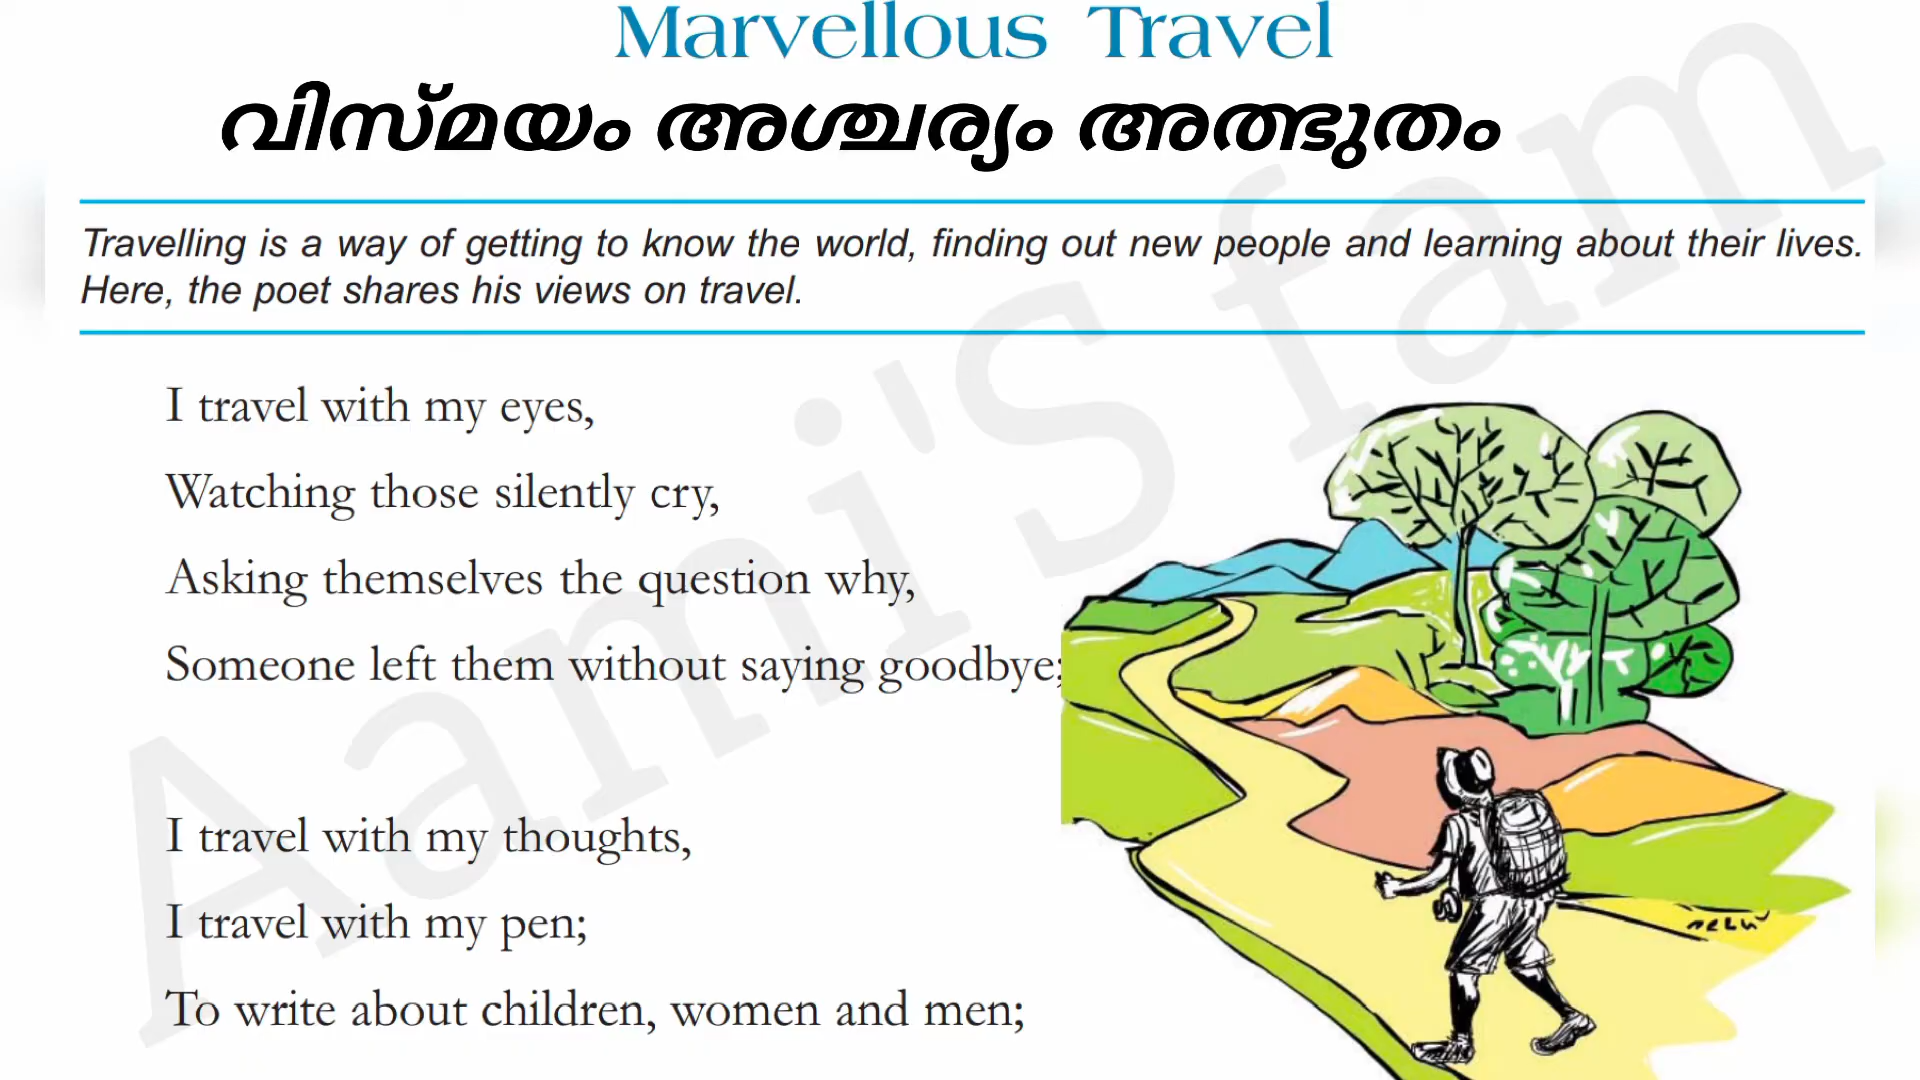 Marvellous Travel
വിസ്മയം അശ്ചര്യം അത്ഭുതം
Travelling is a way of getting to know the world, finding out new people and learning about their lives.
Here, the poet shares his views on travel.
I travel with my eyes,
Watching those silently cry,
Asking themselves the question why,
Someone left them without saying goodbye;
I travel with my thoughts,
I travel with my pen;
To write about children, women and men;
Aami'S fam